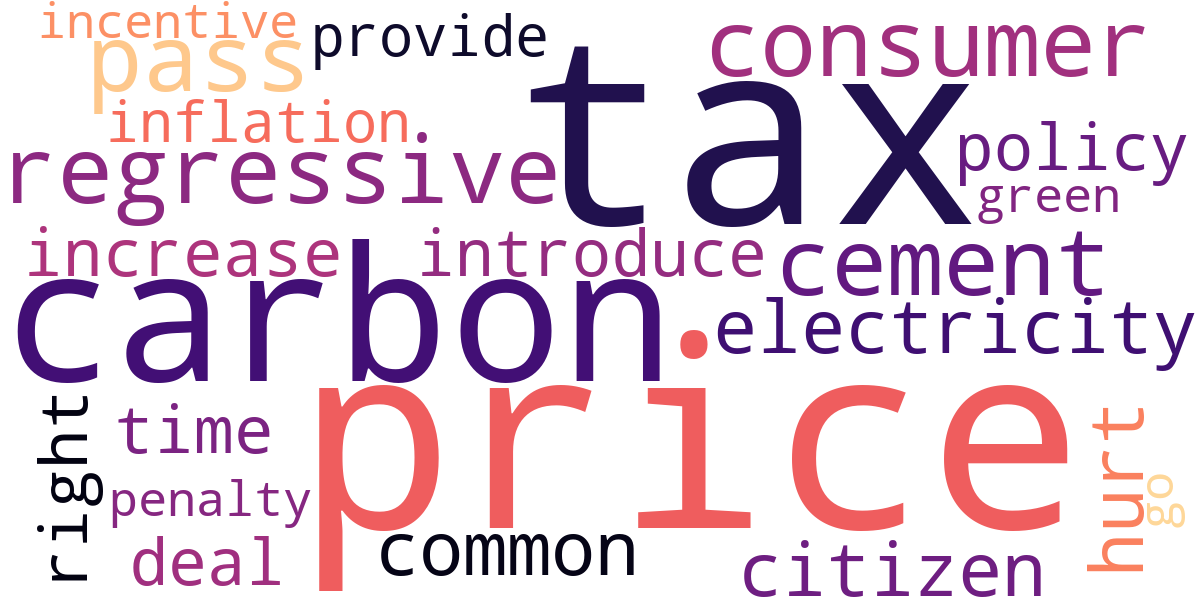 incentive
pass
provide
tax
consumer
inflation
regressive
policy
green
increase
introduce
cement
carbon
electricity
price
right
time
penalty
deal
common
citizen
hurt
go